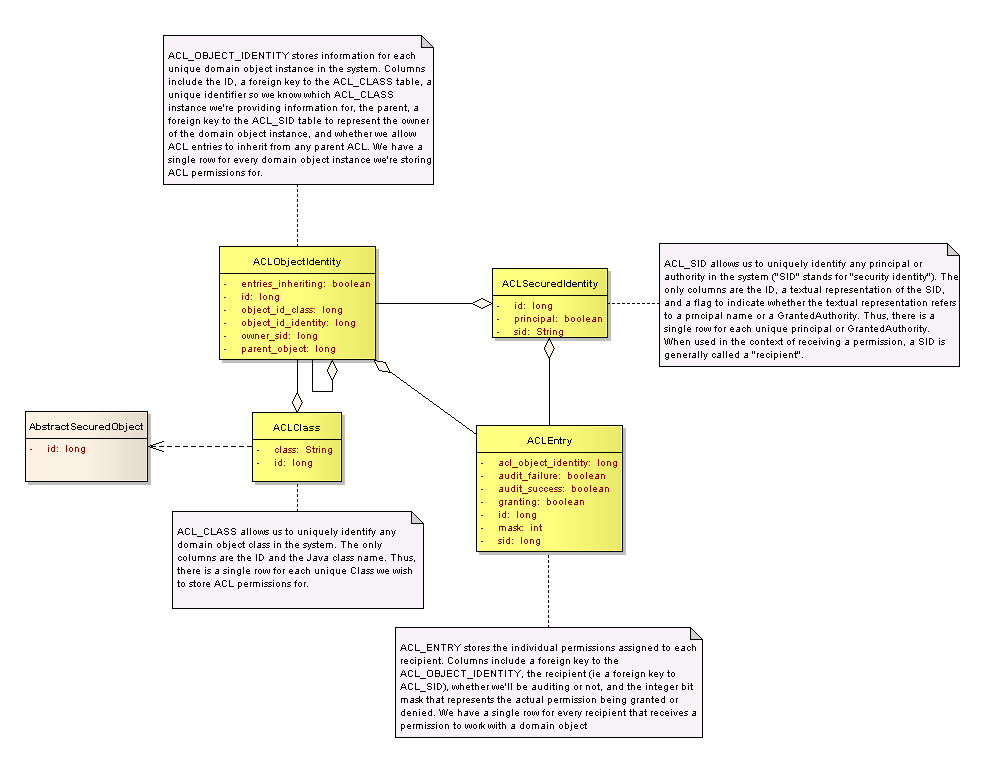 ACL_OBJECT_IDENTITY stores information for each
unique domain object instance in the system. Columns
include the ID, a foreign key to the ACL_CLASS table, a
unique identifier so we know which ACL_CLASS
instance we're providing information for, the parent, a
foreign key to the ACL_SID table to represent the owner
of the domain object instance, and whether we allow
ACL entries to inherit from any parent ACL. We have a
single row for every domain object instance we're storing
ACL permissions for.
ACLObjectIdentity
- entries_inheriting: boolean
- id: long
- object_id_class: long
- object_id_identity: long
- owner_sid: long
- parent_object: long
ACLSecuredIdentity
- id: long
- principal: boolean
- sid: String
ACL_SID allows us to uniquely identify any principal or
authority in the system ("SID" stands for "security identity"). The
only columns are the ID, a textual representation of the SID,
and a flag to indicate whether the textual representation refers
to a prncipal name or a GrantedAuthority. Thus, there is a
single row for each unique principal or GrantedAuthority.
When used in the context of receiving a permission, a SID is
generally called a "recipient".
AbstractSecuredObject
- id: long
ACLClass
- class: String
- id: long
ACLEntry
- acl_object_identity: long
- audit_failure: boolean
- audit_success: boolean
- granting: boolean
- id: long
- mask: int
- sid: long
ACL_CLASS allows us to uniquely identify any
domain object class in the system. The only
columns are the ID and the Java class name. Thus,
there is a single row for each unique Class we wish
to store ACL permissions for.
ACL_ENTRY stores the individual permissions assigned to each
recipient. Columns include a foreign key to the
ACL_OBJECT_IDENTITY, the recipient (ie a foreign key to
ACL_SID), whether we'll be auditing or not, and the integer bit
mask that represents the actual permission being granted or
denied. We have a single row for every recipient that receives a
permission to work with a domain object